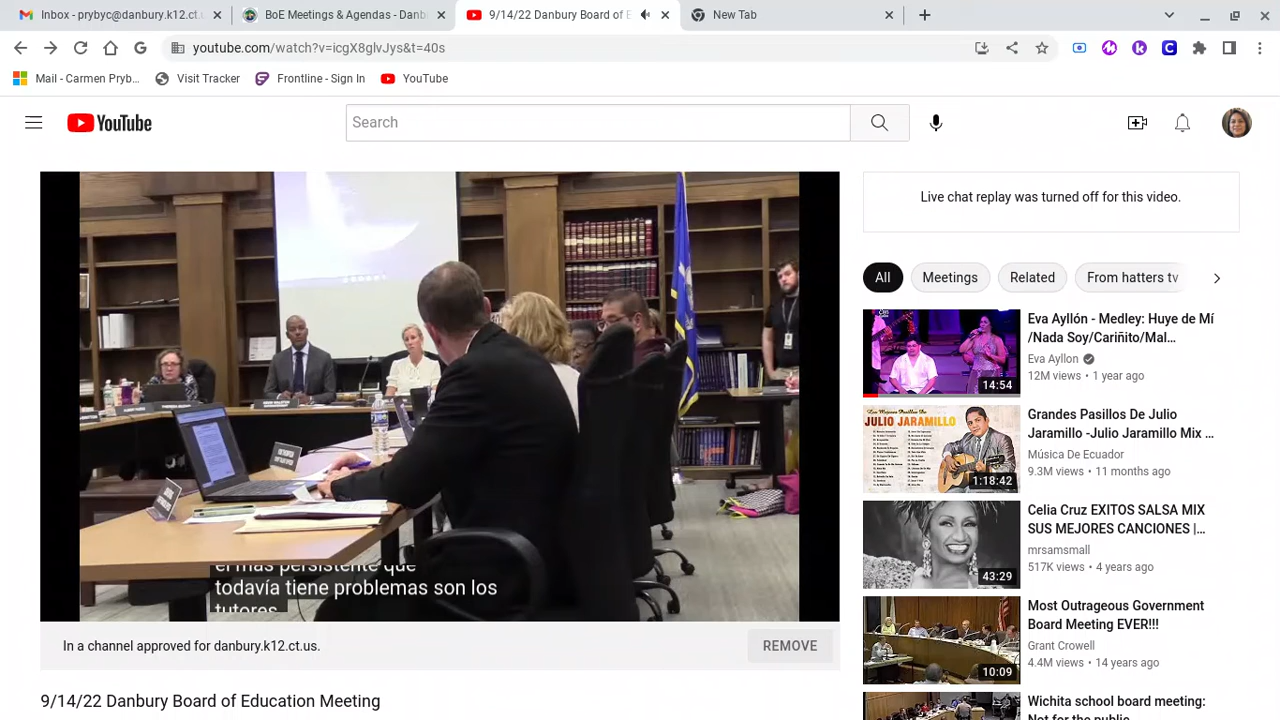 Inbox - prybyc@danbury.k12.ct.u
BoE Meetings & Agendas - Danb
9/14/22 Danbury Board of E
New Tab
youtube.com/watch?v=icgX8glvJys&t=40s
Mail - Carmen Pryb...
Visit Tracker
Frontline - Sign In
YouTube
YouTube
Search
Live chat replay was turned off for this video.
All
Meetings
Related
From hatters tv
Eva Ayllón - Medley: Huye de Mí
/Nada Soy/Cariñito/Mal...
Eva Ayllon
12M views • 1 year ago
14:54
JULIO JARAMILLO
Grandes Pasillos De Julio
Jaramillo -Julio Jaramillo Mix ...
Música De Ecuador
9.3M views • 11 months ago
1:18:42
Celia Cruz EXITOS SALSA MIX
SUS MEJORES CANCIONES |...
mrsamsmall
517K views • 4 years ago
43:29
Most Outrageous Government
Board Meeting EVER!!!
Grant Crowell
4.4M views • 14 years ago
10:09
Wichita school board meeting:
Not for the public
el más persistente que
todavía tiene problemas son los
tutores
In a channel approved for danbury.k12.ct.us.
REMOVE
9/14/22 Danbury Board of Education Meeting